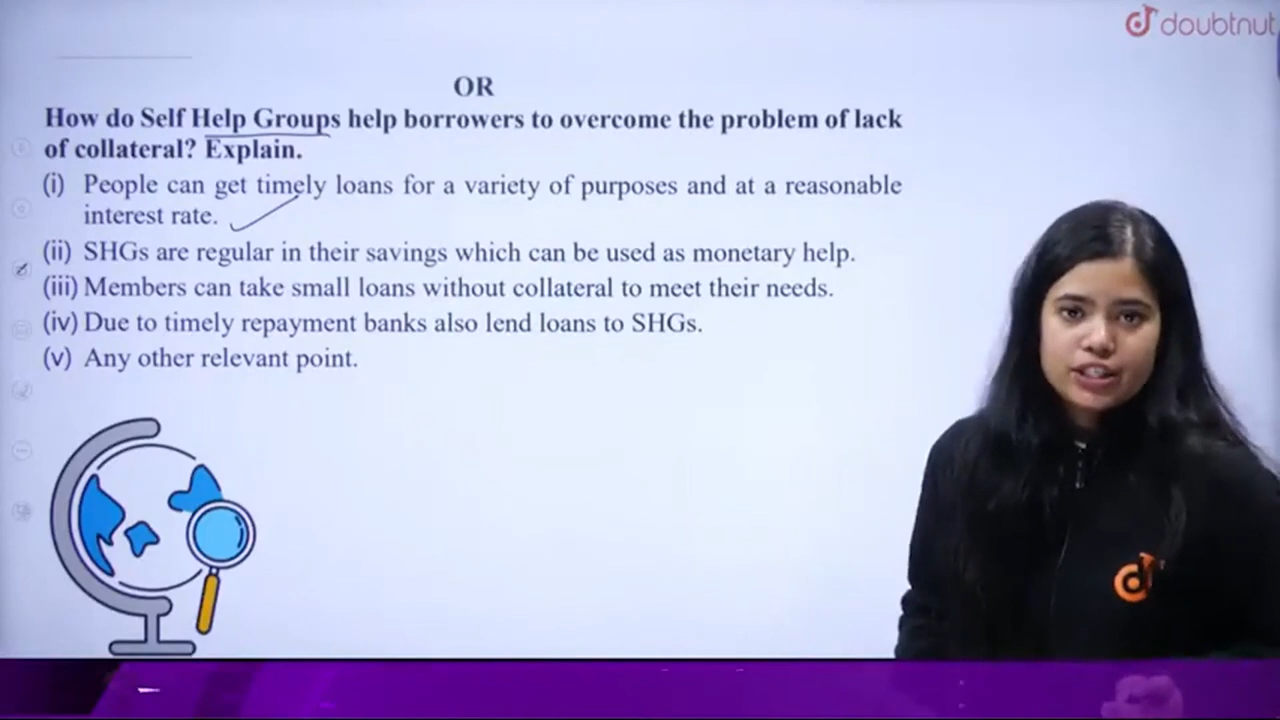 doubtnut
OR
How do Self Help Groups help borrowers to overcome the problem of lack
of collateral? Explain.
(i) People can get timely loans for a variety of purposes and at a reasonable
interest rate.
(ii) SHGs are regular in their savings which can be used as monetary help.
(iii) Members can take small loans without collateral to meet their needs.
(iv) Due to timely repayment banks also lend loans to SHGs.
(v) Any other relevant point.